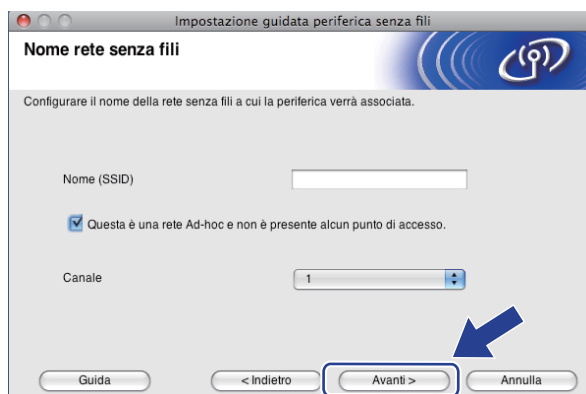 Impostazione guidata periferica senza fili
Nome rete senza fili
Configurare il nome della rete senza fili a cui la periferica verrà associata.
Nome (SSID)
Questa è una rete Ad-hoc e non è presente alcun punto di accesso.
Canale
1
Guida
< Indietro
Avanti >
Annulla